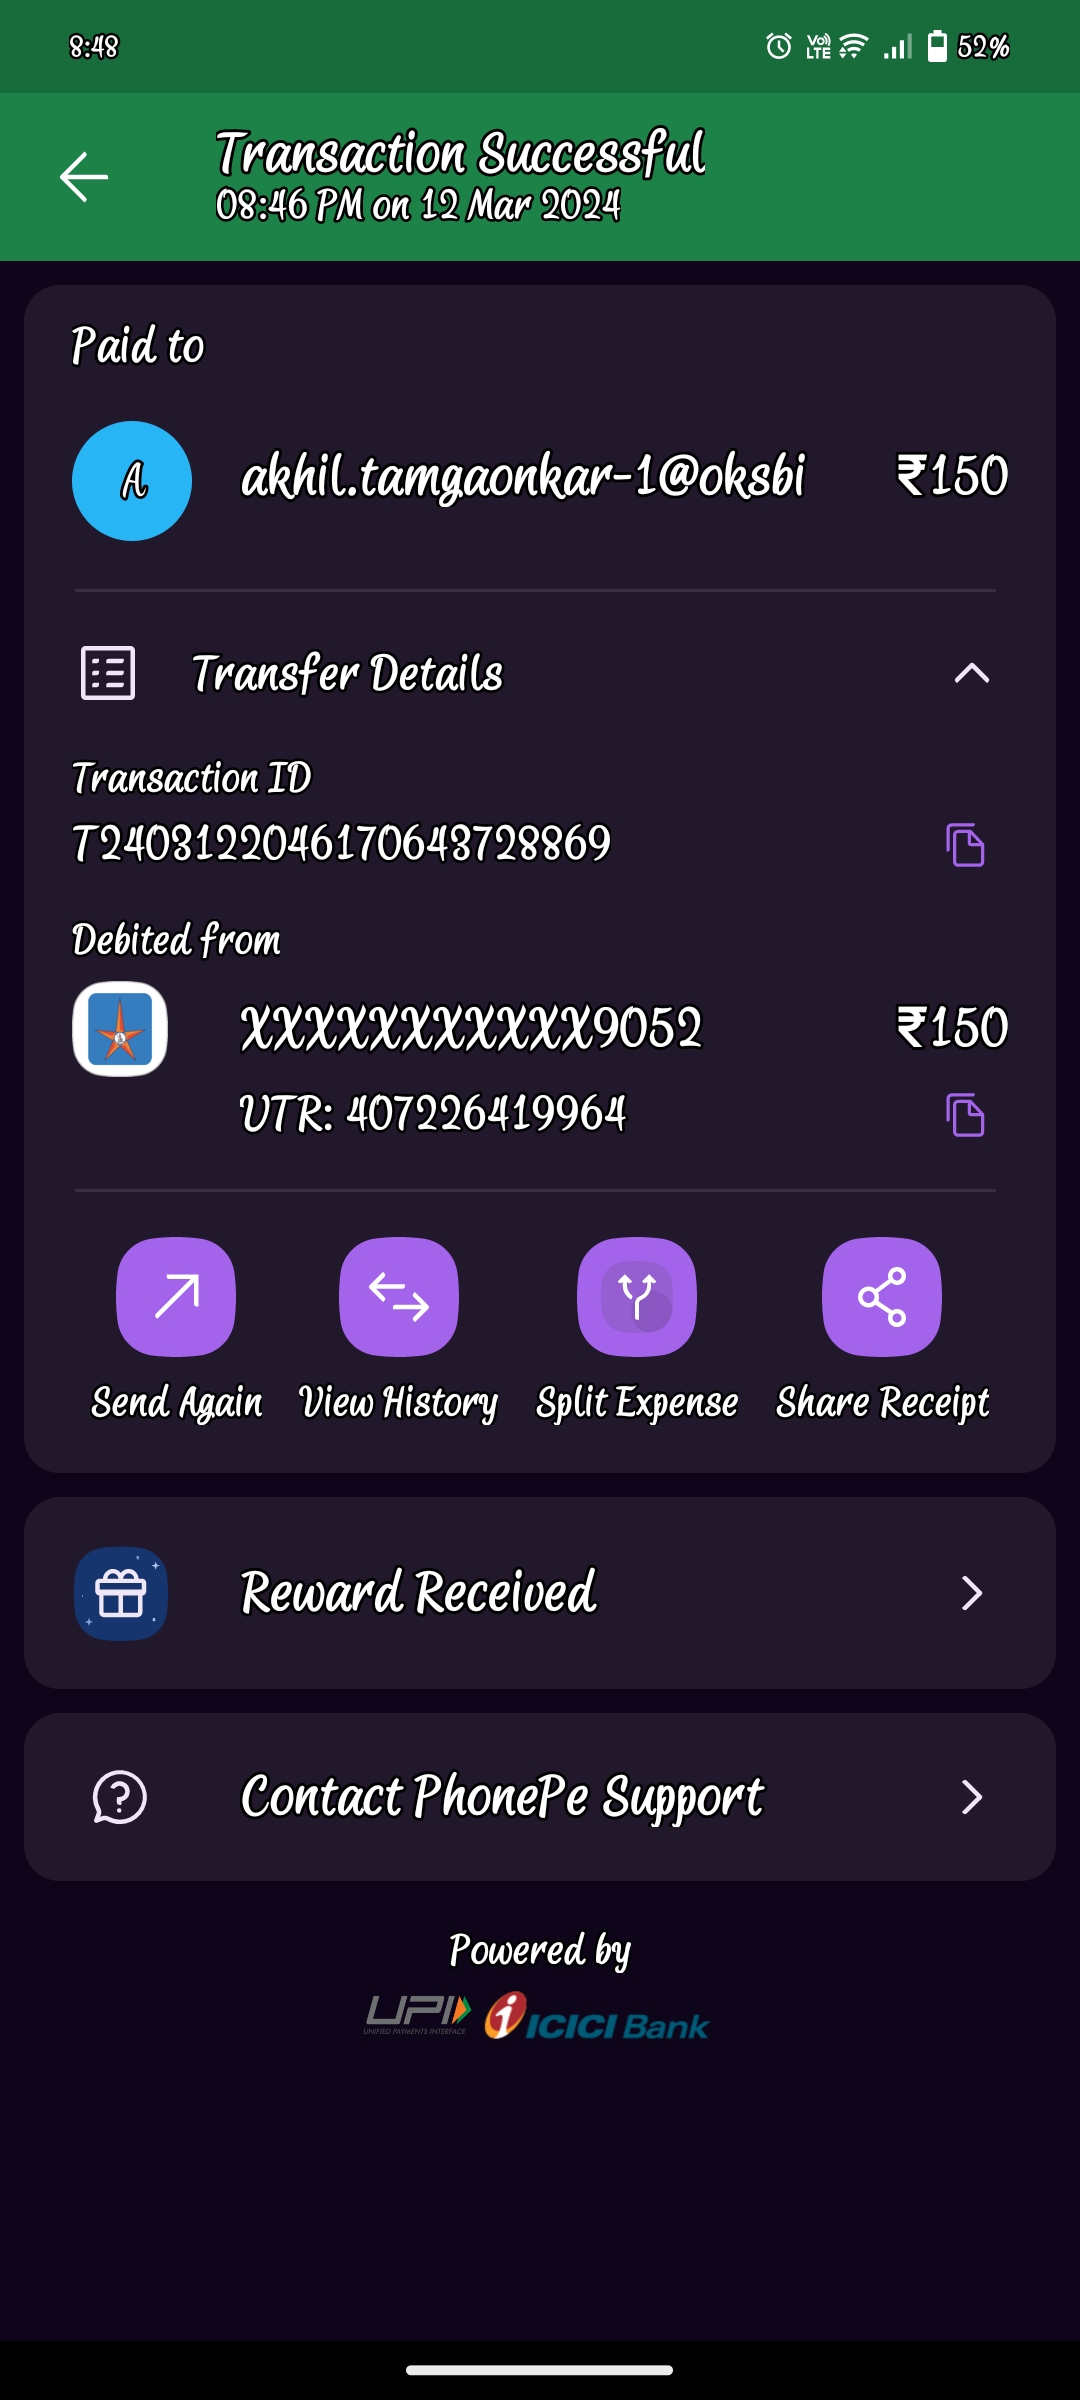 8:48
Vo) LTE 52%
Transaction Successful
08:46 PM on 12 Mar 2024
Paid to
A
akhil.tamgaonkar-1@oksbi ₹150
Transfer Details
Transaction ID
T2403122046170643728869
Debited from
XXXXXXXXXXX9052 ₹150
UTR: 407226419964
Send Again View History Split Expense Share Receipt
Reward Received
Contact PhonePe Support
Powered by
UPI ICICI Bank
UNIFIED PAYMENTS INTERFACE